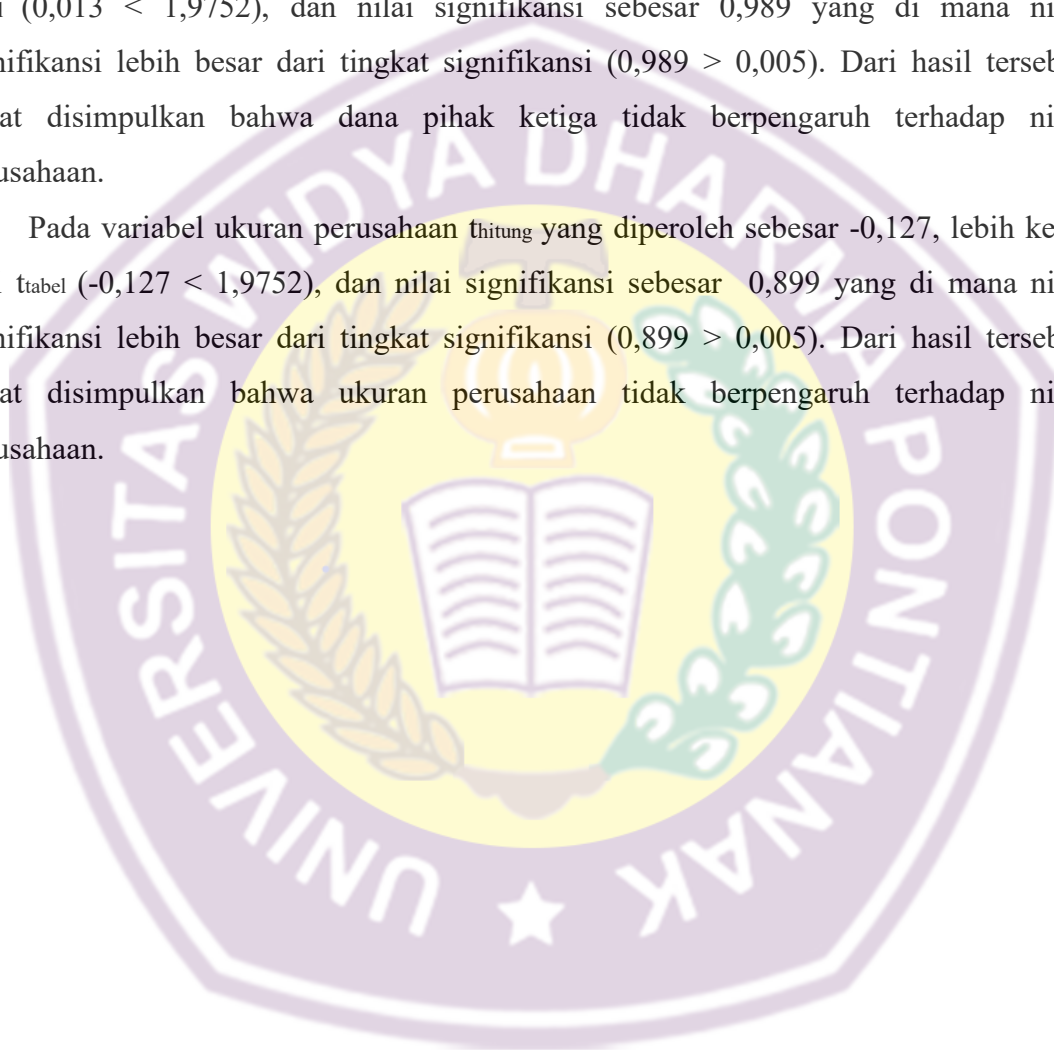 (0,013 < 1,9752), dan nilai signifikansi sebesar 0,989 yang di mana ni
nifikansi lebih besar dari tingkat signifikansi (0,989 > 0,005). Dari hasil terseb
at disimpulkan bahwa dana pihak ketiga tidak berpengaruh terhadap ni
usahaan.
Pada variabel ukuran perusahaan thitung yang diperoleh sebesar -0,127, lebih ke
i ttabel (-0,127 < 1,9752), dan nilai signifikansi sebesar 0,899 yang di mana ni
nifikansi lebih besar dari tingkat signifikansi (0,899 > 0,005). Dari hasil terseb
at disimpulkan bahwa ukuran perusahaan tidak berpengaruh terhadap ni
usahaan.
UNIVERSITAS WIDYA DHARMA PONTIANAK